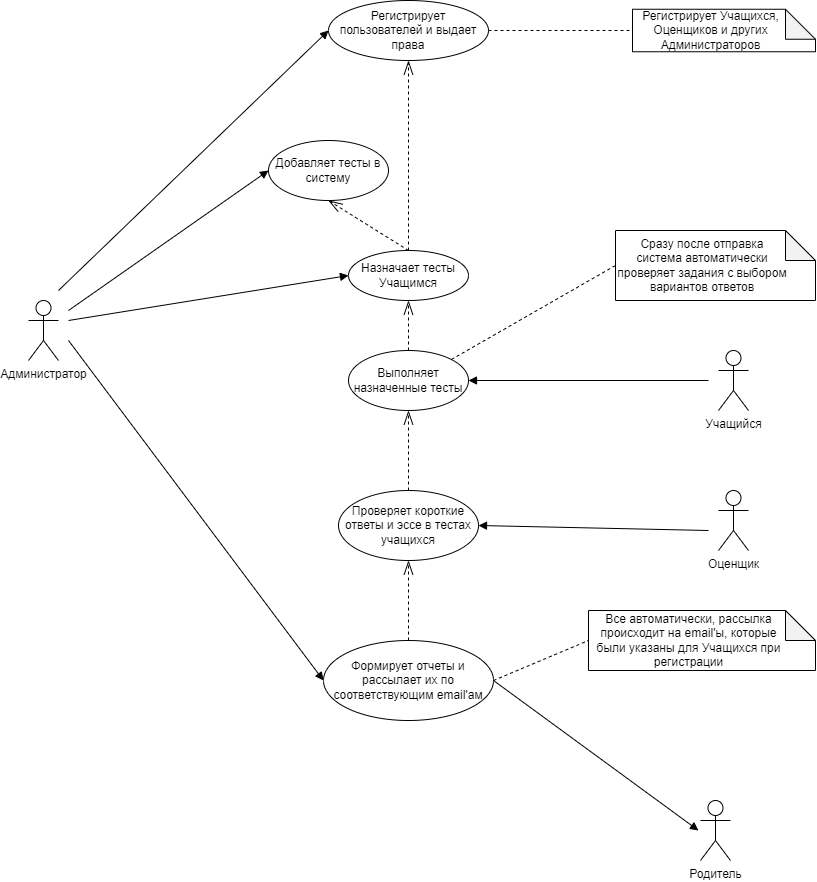 Регистрирует
пользователей и выдает
права
Регистрирует Учащихся,
Оценщиков и других
Администраторов
Добавляет тесты в
систему
Сразу после отправка
система автоматически
проверяет задания с выбором
вариантов ответов
Назначает тесты
Учащимся
Администратор
Выполняет
назначенные тесты
Учащийся
Проверяет короткие
ответы и эссе в тестах
учащихся
Оценщик
Все автоматически, рассылка
происходит на email'ы, которые
были указаны для Учащихся при
регистрации
Формирует отчеты и
рассылает их по
соответствующим email'ам
Родитель